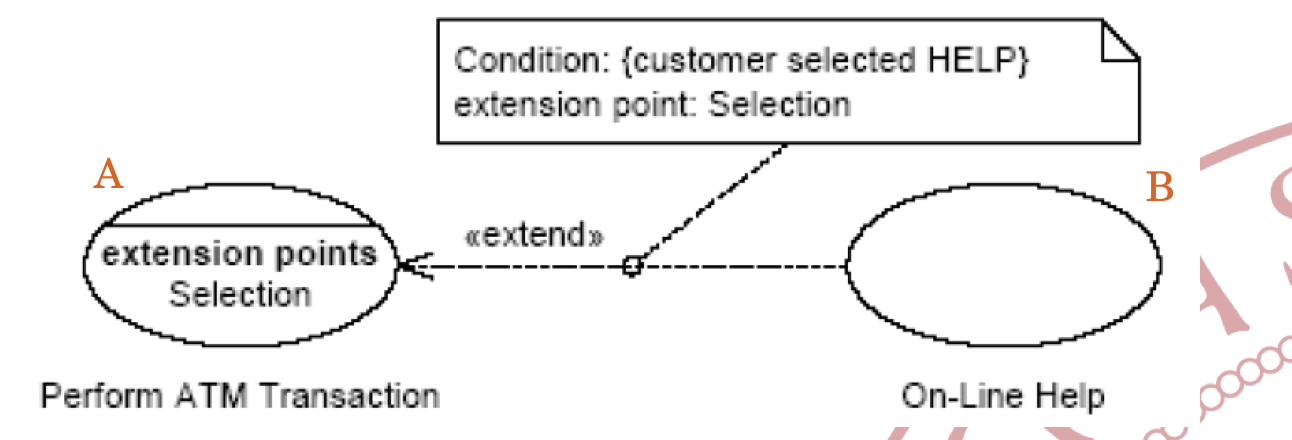 Condition: {customer selected HELP}
extension point: Selection
A
B
«extend»
extension points
Selection
Perform ATM Transaction
On-Line Help